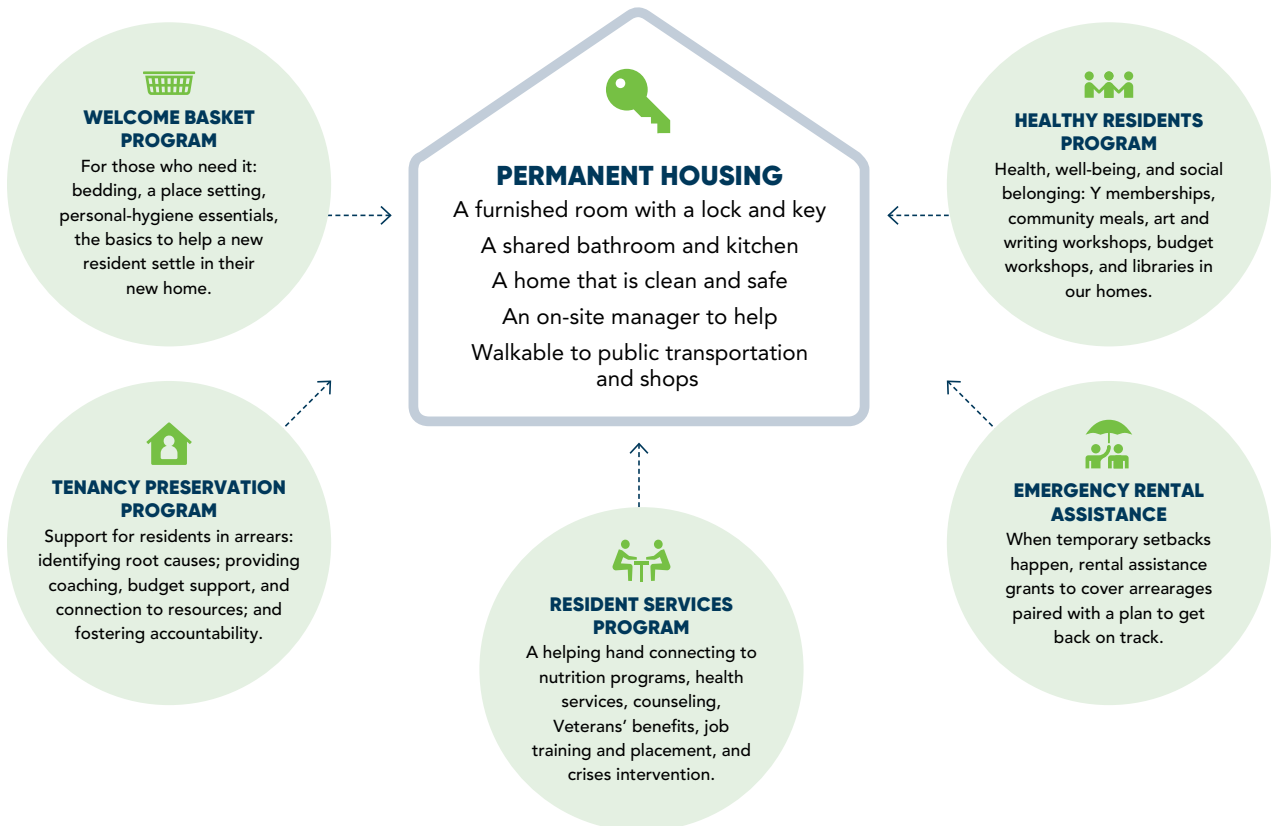 WELCOME BASKET
PROGRAM
For those who need it:
bedding, a place setting,
personal-hygiene essentials,
the basics to help a new
resident settle in their
new home.
PERMANENT HOUSING
A furnished room with a lock and key
A shared bathroom and kitchen
A home that is clean and safe
An on-site manager to help
Walkable to public transportation
and shops
HEALTHY RESIDENTS
PROGRAM
Health, well-being, and social
belonging: Y memberships,
community meals, art and
writing workshops, budget
workshops, and libraries in
our homes.
TENANCY PRESERVATION
PROGRAM
Support for residents in arrears:
identifying root causes; providing
coaching, budget support, and
connection to resources; and
fostering accountability.
RESIDENT SERVICES
PROGRAM
A helping hand connecting to
nutrition programs, health
services, counseling,
Veterans’ benefits, job
training and placement, and
crises intervention.
EMERGENCY RENTAL
ASSISTANCE
When temporary setbacks
happen, rental assistance
grants to cover arrearages
paired with a plan to get
back on track.